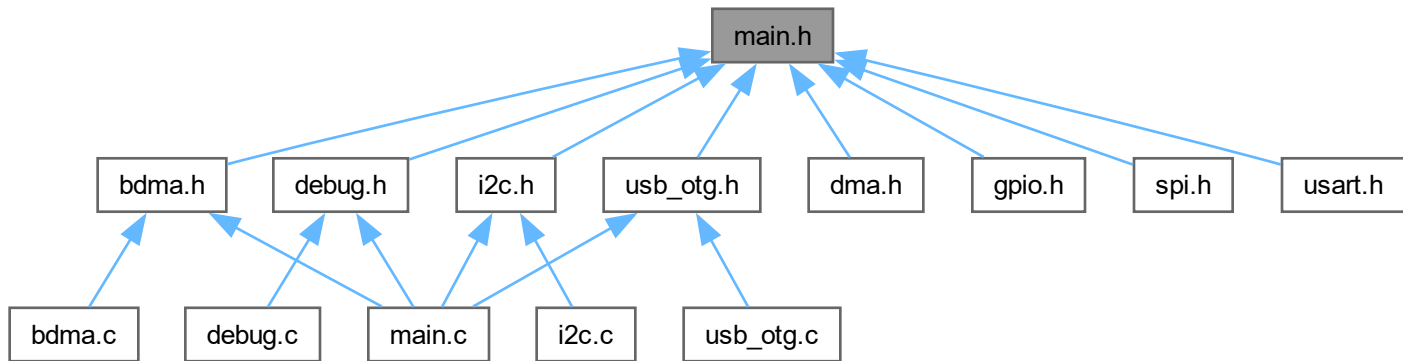 main.h
bdma.h
debug.h
i2c.h
usb_otg.h
dma.h
gpio.h
spi.h
usart.h
bdma.c
debug.c
main.c
i2c.c
usb_otg.c